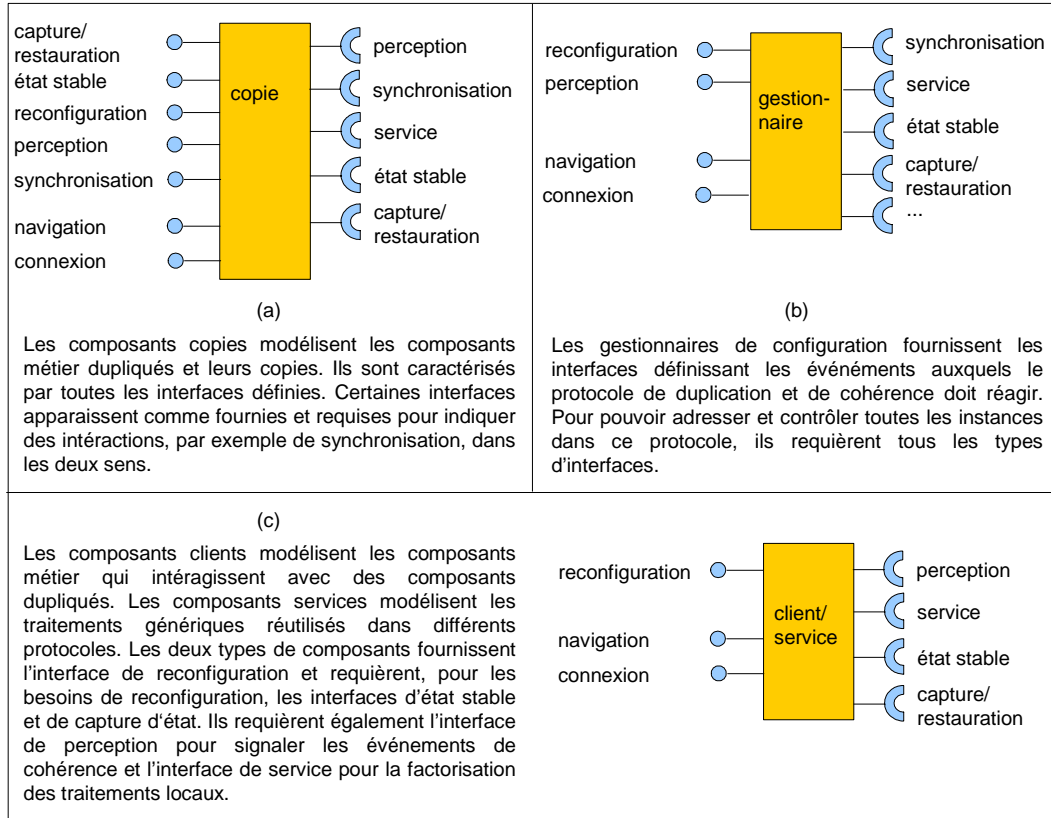 capture/
restauration
état stable
reconfiguration
perception
synchronisation
navigation
connexion
copie
perception
synchronisation
service
état stable
capture/
restauration
(a)
Les composants copies modélisent les composants
métier dupliqués et leurs copies. Ils sont caractérisés
par toutes les interfaces définies. Certaines interfaces
apparaissent comme fournies et requises pour indiquer
des intéractions, par exemple de synchronisation, dans
les deux sens.
reconfiguration
perception
navigation
connexion
gestion-
naire
synchronisation
service
état stable
capture/
restauration
...
(b)
Les gestionnaires de configuration fournissent les
interfaces définissant les événéments auxquels le
protocole de duplication et de cohérence doit réagir.
Pour pouvoir adresser et contrôler toutes les instances
dans ce protocole, ils requièrent tous les types
d'interfaces.
(c)
Les composants clients modélisent les composants
métier qui intéragissent avec des composants
dupliqués. Les composants services modélisent les
traitements génériques réutilisés dans différents
protocoles. Les deux types de composants fournissent
l'interface de reconfiguration et requièrent, pour les
besoins de reconfiguration, les interfaces d'état stable
et de capture d'état. Ils requièrent également l'interface
de perception pour signaler les événements de
cohérence et l'interface de service pour la factorisation
des traitements locaux.
reconfiguration
navigation
connexion
client/
service
perception
service
état stable
capture/
restauration